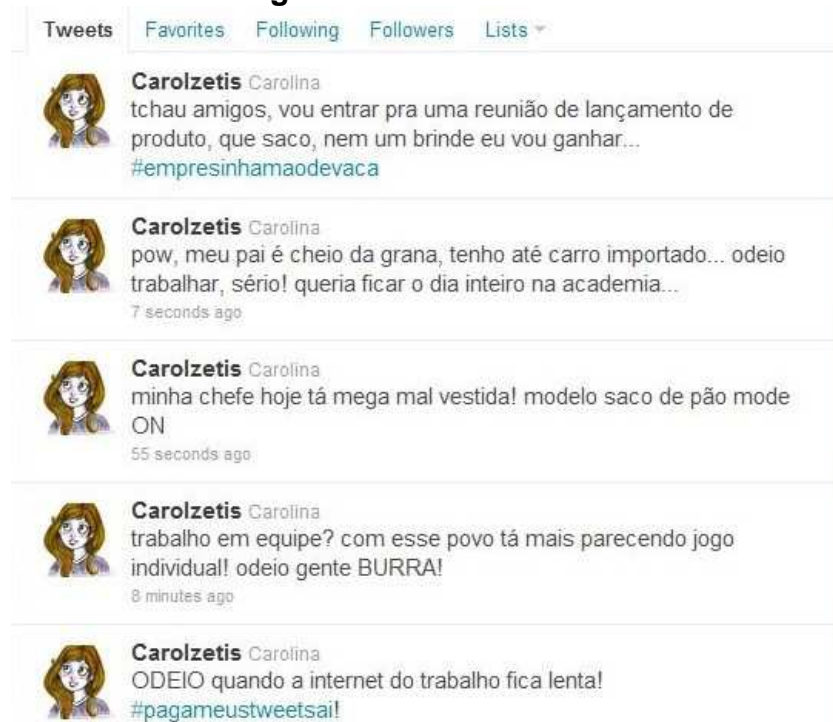 Tweets Favorites Following Followers Lists
Carolzetis Carolina
tchau amigos, vou entrar pra uma reunião de lançamento de
produto, que saco, nem um brinde eu vou ganhar...
#empresinhamaodevaca
Carolzetis Carolina
pow, meu pai é cheio da grana, tenho até carro importado... odeio
trabalhar, sério! queria ficar o dia inteiro na academia...
7 seconds ago
Carolzetis Carolina
minha chefe hoje tá mega mal vestida! modelo saco de pão mode
ON
55 seconds ago
Carolzetis Carolina
trabalho em equipe? com esse povo tá mais parecendo jogo
individual! odeio gente BURRA!
8 minutes ago
Carolzetis Carolina
ODEIO quando a internet do trabalho fica lenta!
#pagameustweetsai!